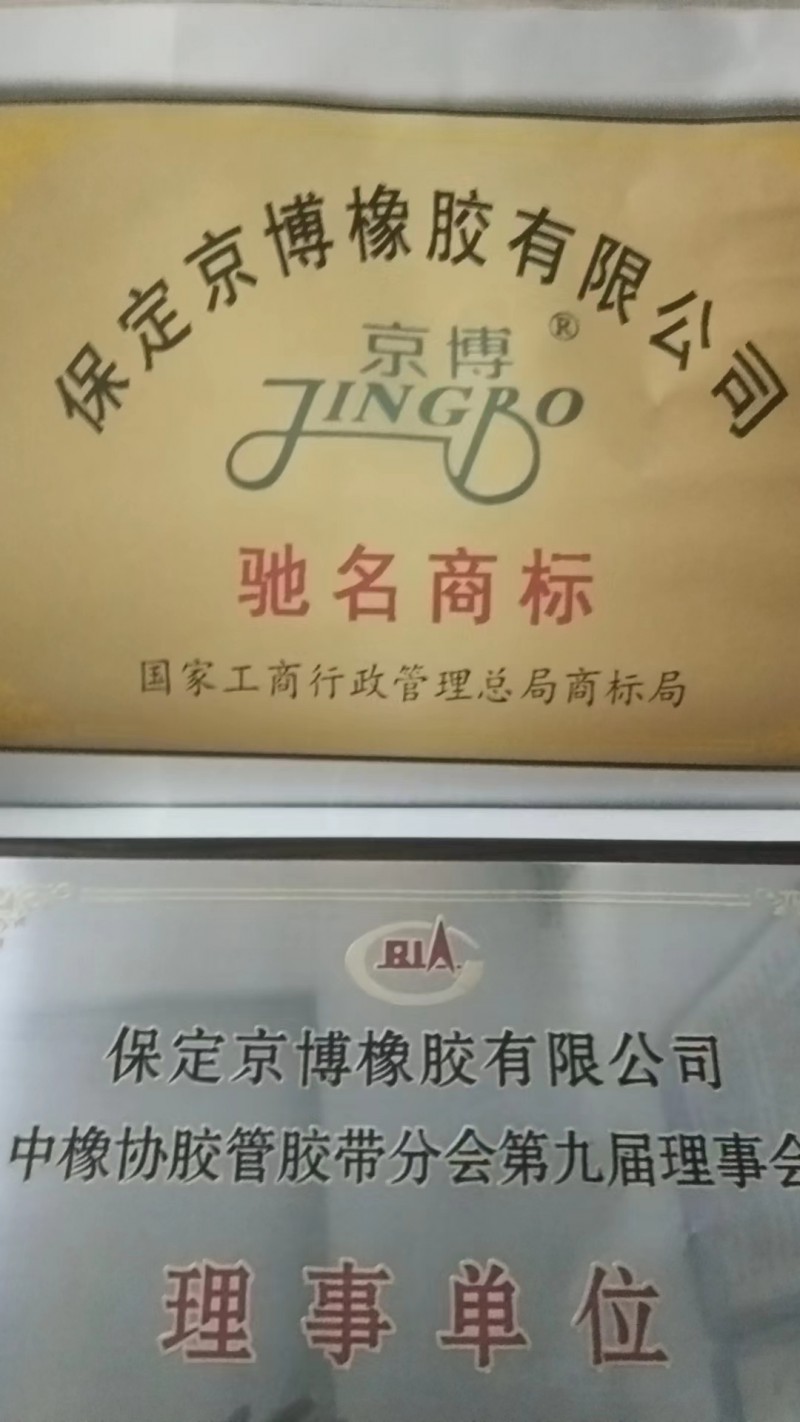 保定京博橡胶有限公司
京博®
JINGBO
驰名商标
国家工商行政管理总局商标局
CRIA
保定京博橡胶有限公司
中橡协胶管胶带分会第九届理事会
理事单位